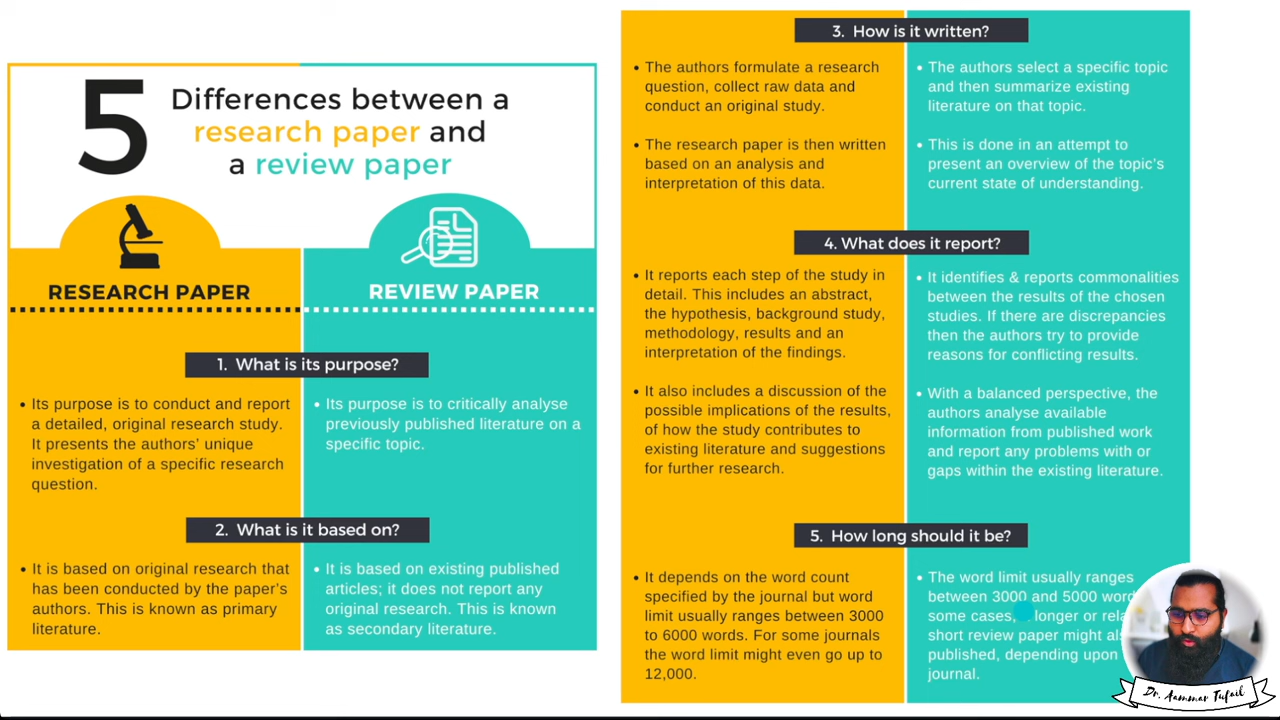 5
Differences between a
research paper and
a review paper
RESEARCH PAPER
REVIEW PAPER
1. What is its purpose?
• Its purpose is to conduct and report
a detailed, original research study.
It presents the authors' unique
investigation of a specific research
question.
• Its purpose is to critically analyse
previously published literature on a
specific topic.
2. What is it based on?
• It is based on original research that
has been conducted by the paper's
authors. This is known as primary
literature.
• It is based on existing published
articles; it does not report any
original research. This is known
as secondary literature.
3. How is it written?
• The authors formulate a research
question, collect raw data and
conduct an original study.
• The research paper is then written
based on an analysis and
interpretation of this data.
• The authors select a specific topic
and then summarize existing
literature on that topic.
• This is done in an attempt to
present an overview of the topic's
current state of understanding.
4. What does it report?
• It reports each step of the study in
detail. This includes an abstract,
the hypothesis, background study,
methodology, results and an
interpretation of the findings.
• It also includes a discussion of the
possible implications of the results,
of how the study contributes to
existing literature and suggestions
for further research.
• It identifies & reports commonalities
between the results of the chosen
studies. If there are discrepancies
then the authors try to provide
reasons for conflicting results.
• With a balanced perspective, the
authors analyse available
information from published work
and report any problems with or
gaps within the existing literature.
5. How long should it be?
• It depends on the word count
specified by the journal but word
limit usually ranges between 3000
to 6000 words. For some journals
the word limit might even go up to
12,000.
• The word limit usually ranges
between 3000 and 5000
some cases, longer or
short review paper might
published, depending upon
journal.
Dr. Aammar Tufail